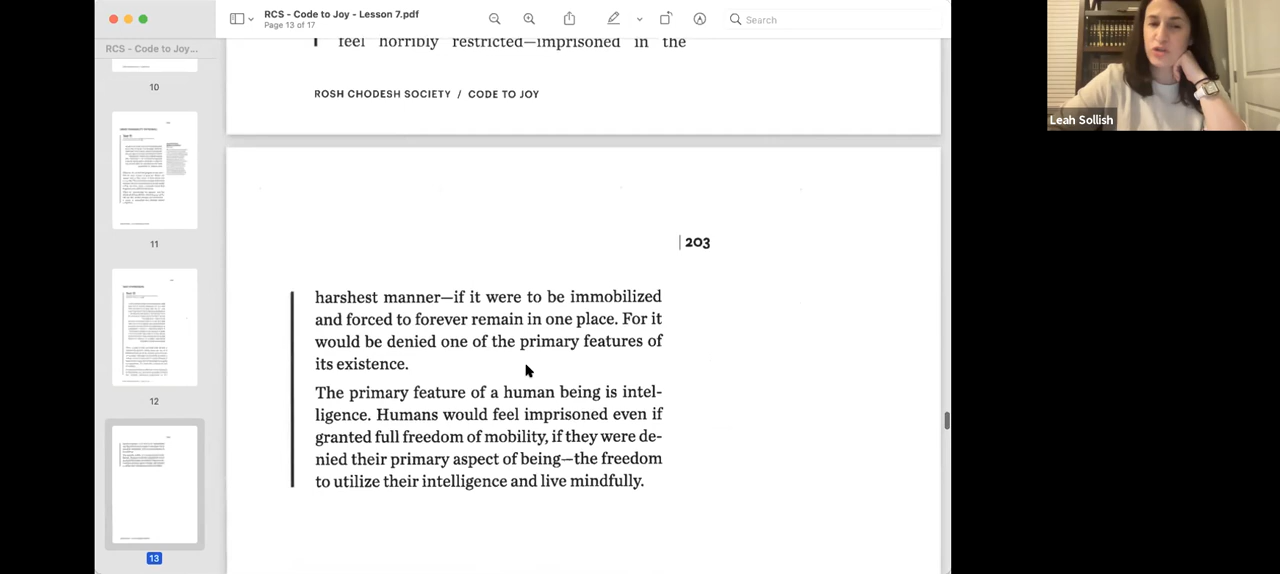 RCS - Code to Joy - Lesson 7.pdf
Page 13 of 17
Search
RCS - Code to Joy...
10
11
12
13
feel horribly restricted—imprisoned in the
ROSH CHODESH SOCIETY / CODE TO JOY
203
harshest manner—if it were to be immobilized
and forced to forever remain in one place. For it
would be denied one of the primary features of
its existence.
The primary feature of a human being is intel-
ligence. Humans would feel imprisoned even if
granted full freedom of mobility, if they were de-
nied their primary aspect of being—the freedom
to utilize their intelligence and live mindfully.
Leah Sollish